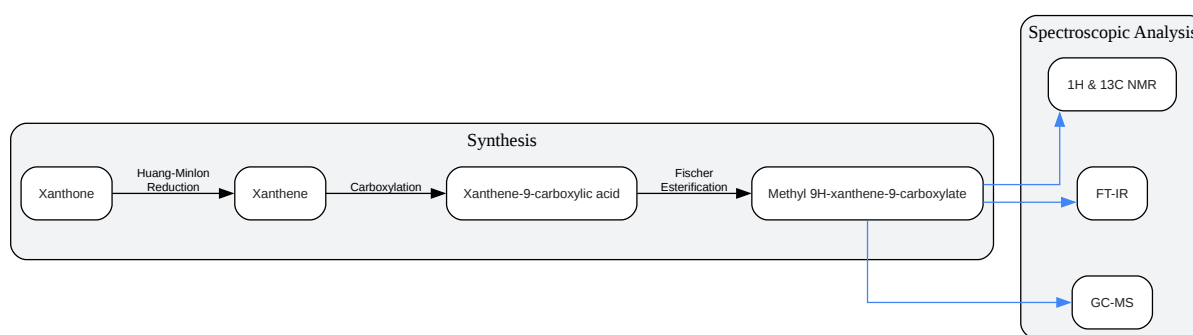 Spectroscopic Analysis
1H & 13C NMR
Synthesis
Xanthone
Huang-Minlon
Reduction
Xanthene
Carboxylation
Xanthene-9-carboxylic acid
Fischer
Esterification
Methyl 9H-xanthene-9-carboxylate
FT-IR
GC-MS